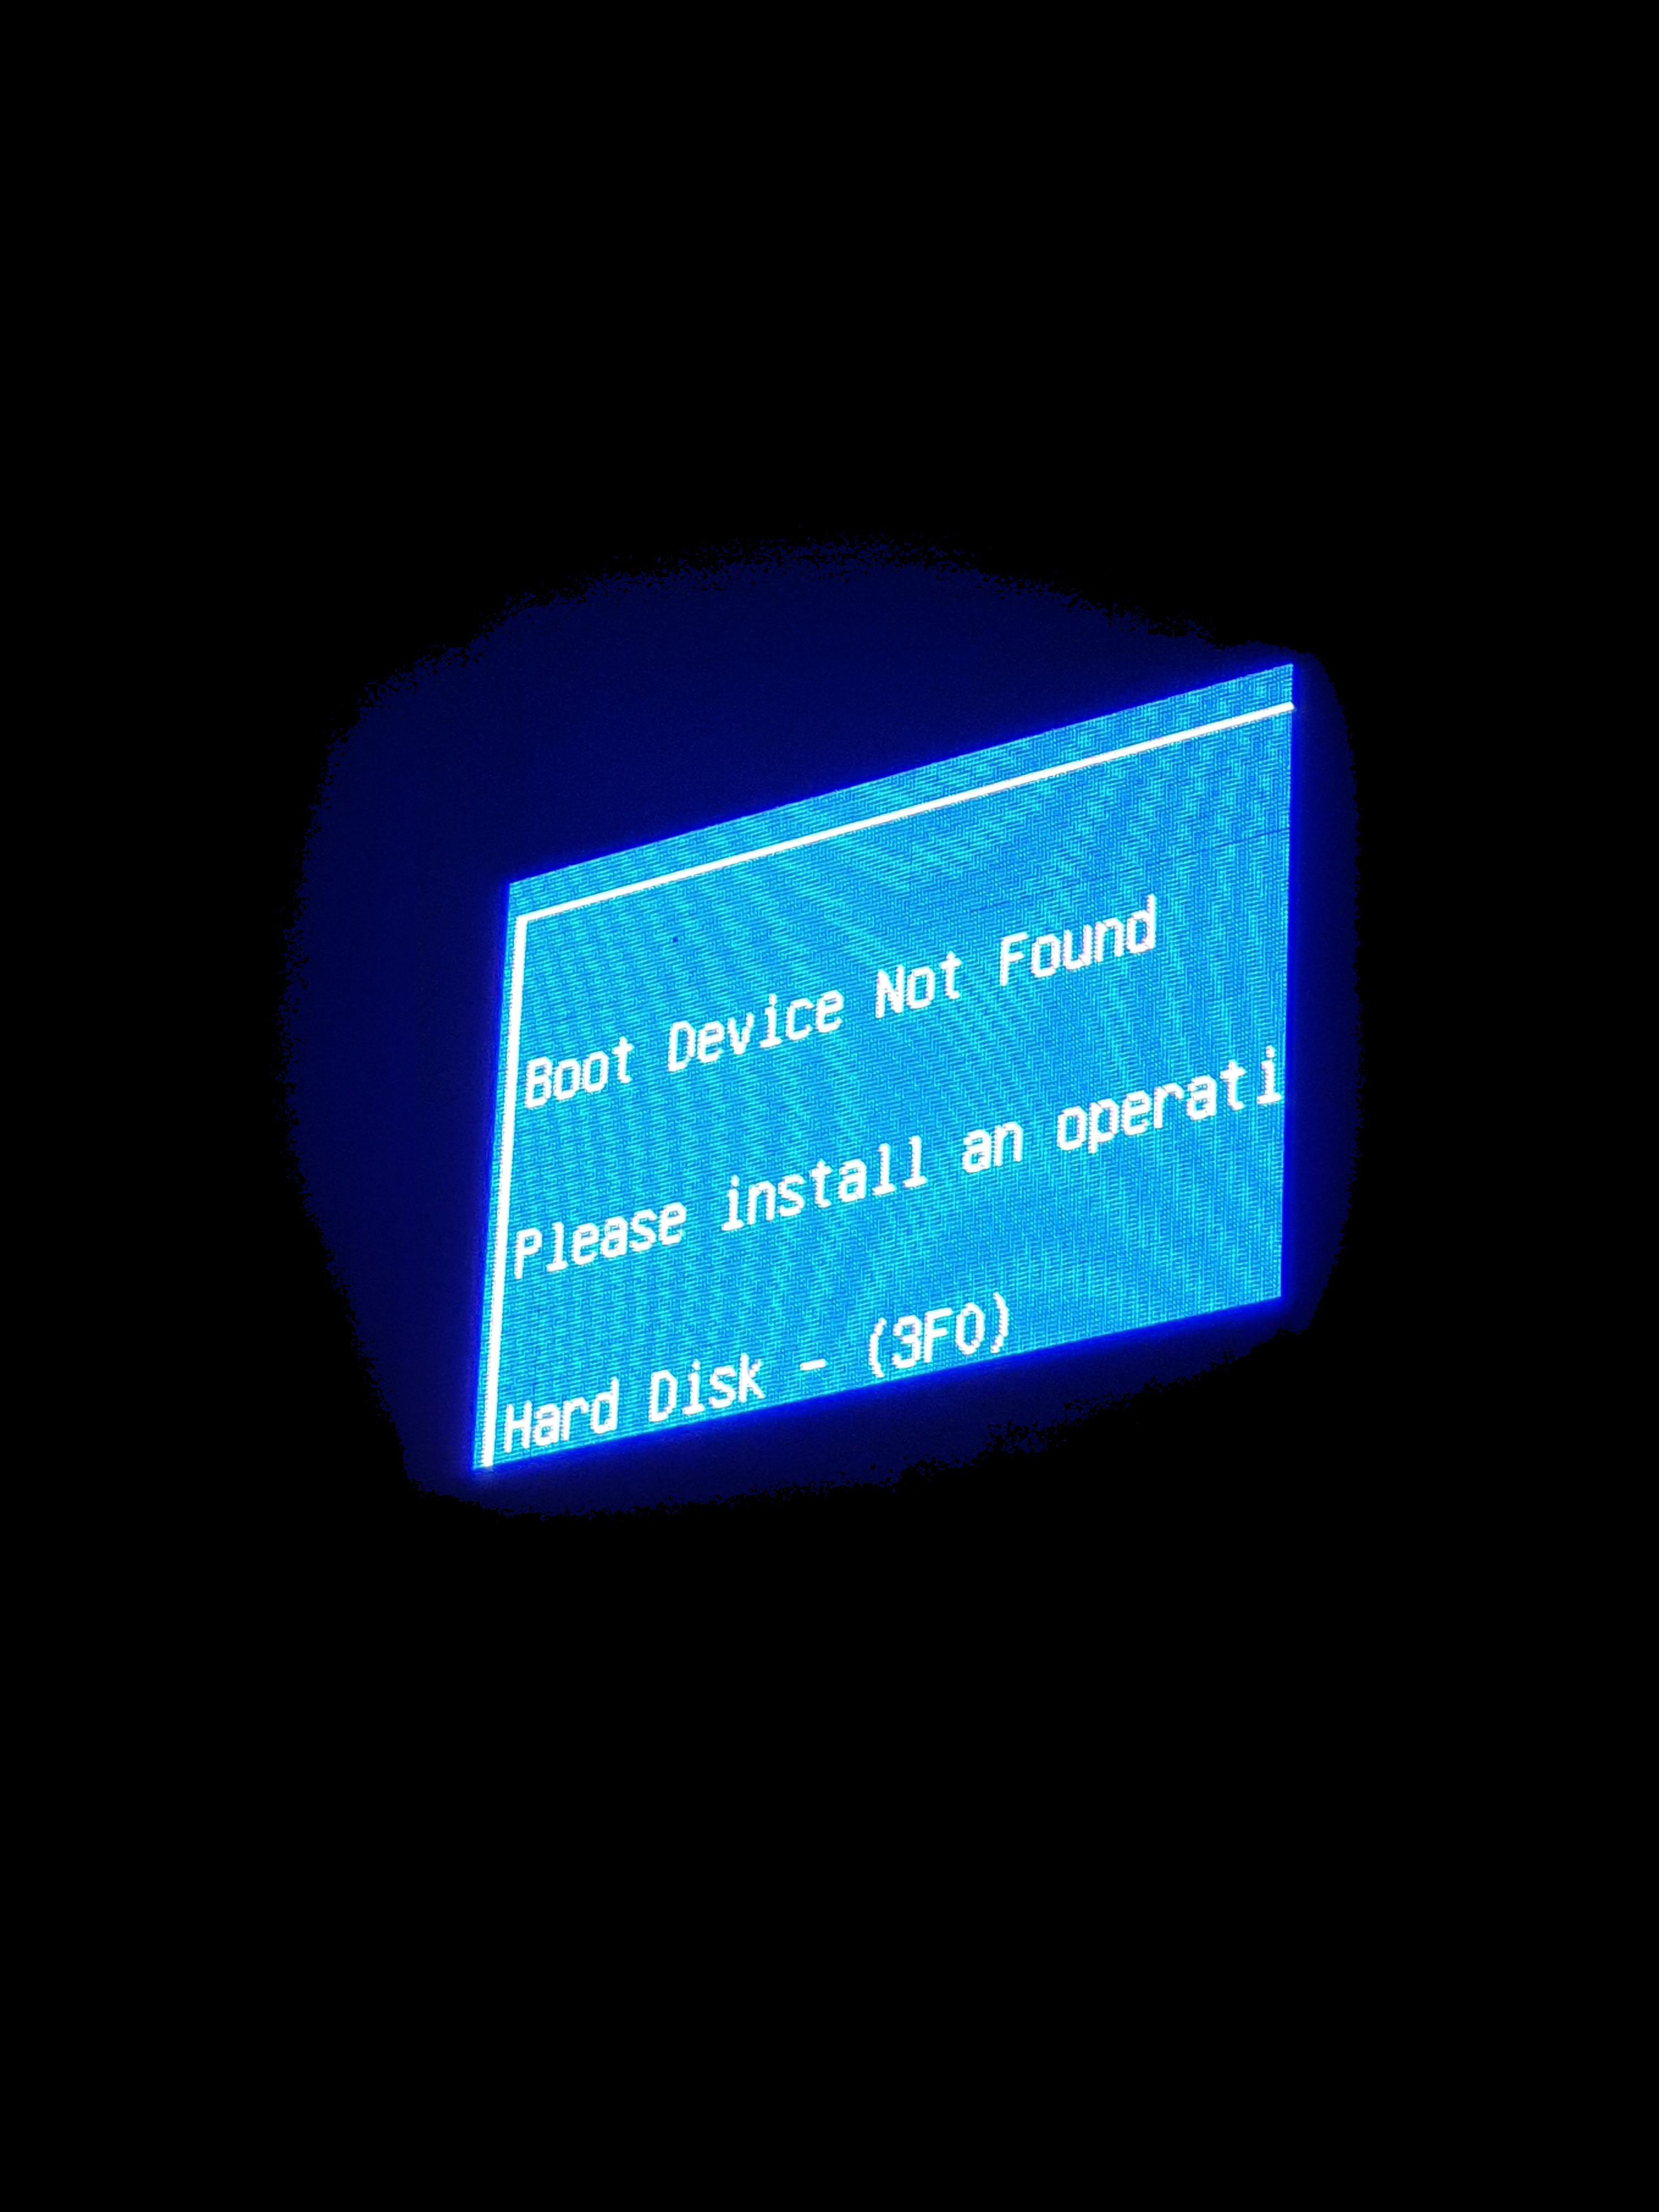 Boot Device Not Found
Please install an operati
Hard Disk - (3F0)